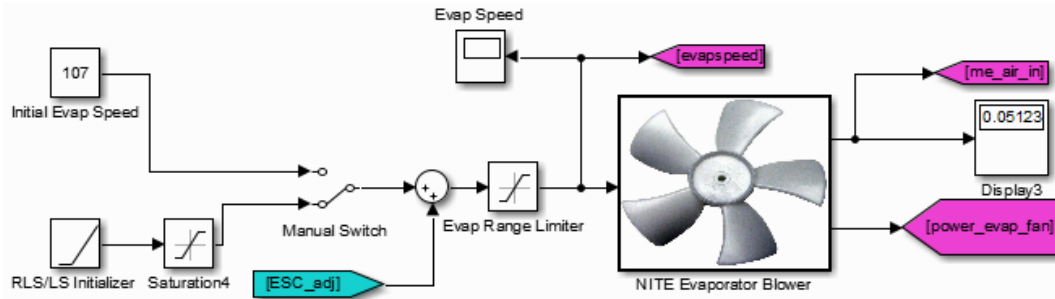 Evap Speed
[evapspeed]
107
Initial Evap Speed
[me_air_in]
0.05123
Display3
Manual Switch
Evap Range Limiter
[power_evap_fan]
RLS/LS Initializer
Saturation4
[ESC_adj]
NITE Evaporator Blower